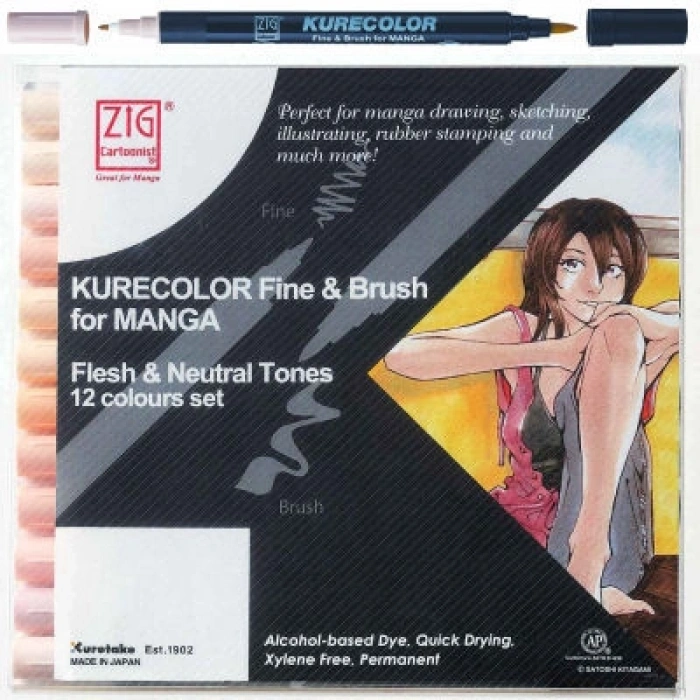 ZIG KURECOLOR
Fine & Brush for MANGA
ZIG®
Cartoonist®
Great for Manga
Perfect for manga drawing, sketching,
illustrating, rubber stamping and
much more!
Fine
KURECOLOR Fine & Brush
for MANGA
Flesh & Neutral Tones
12 colours set
Brush
Kuretake Est.1902
MADE IN JAPAN
Alcohol-based Dye, Quick Drying,
Xylene Free, Permanent
AP
© SATOSHI KITAGAMI